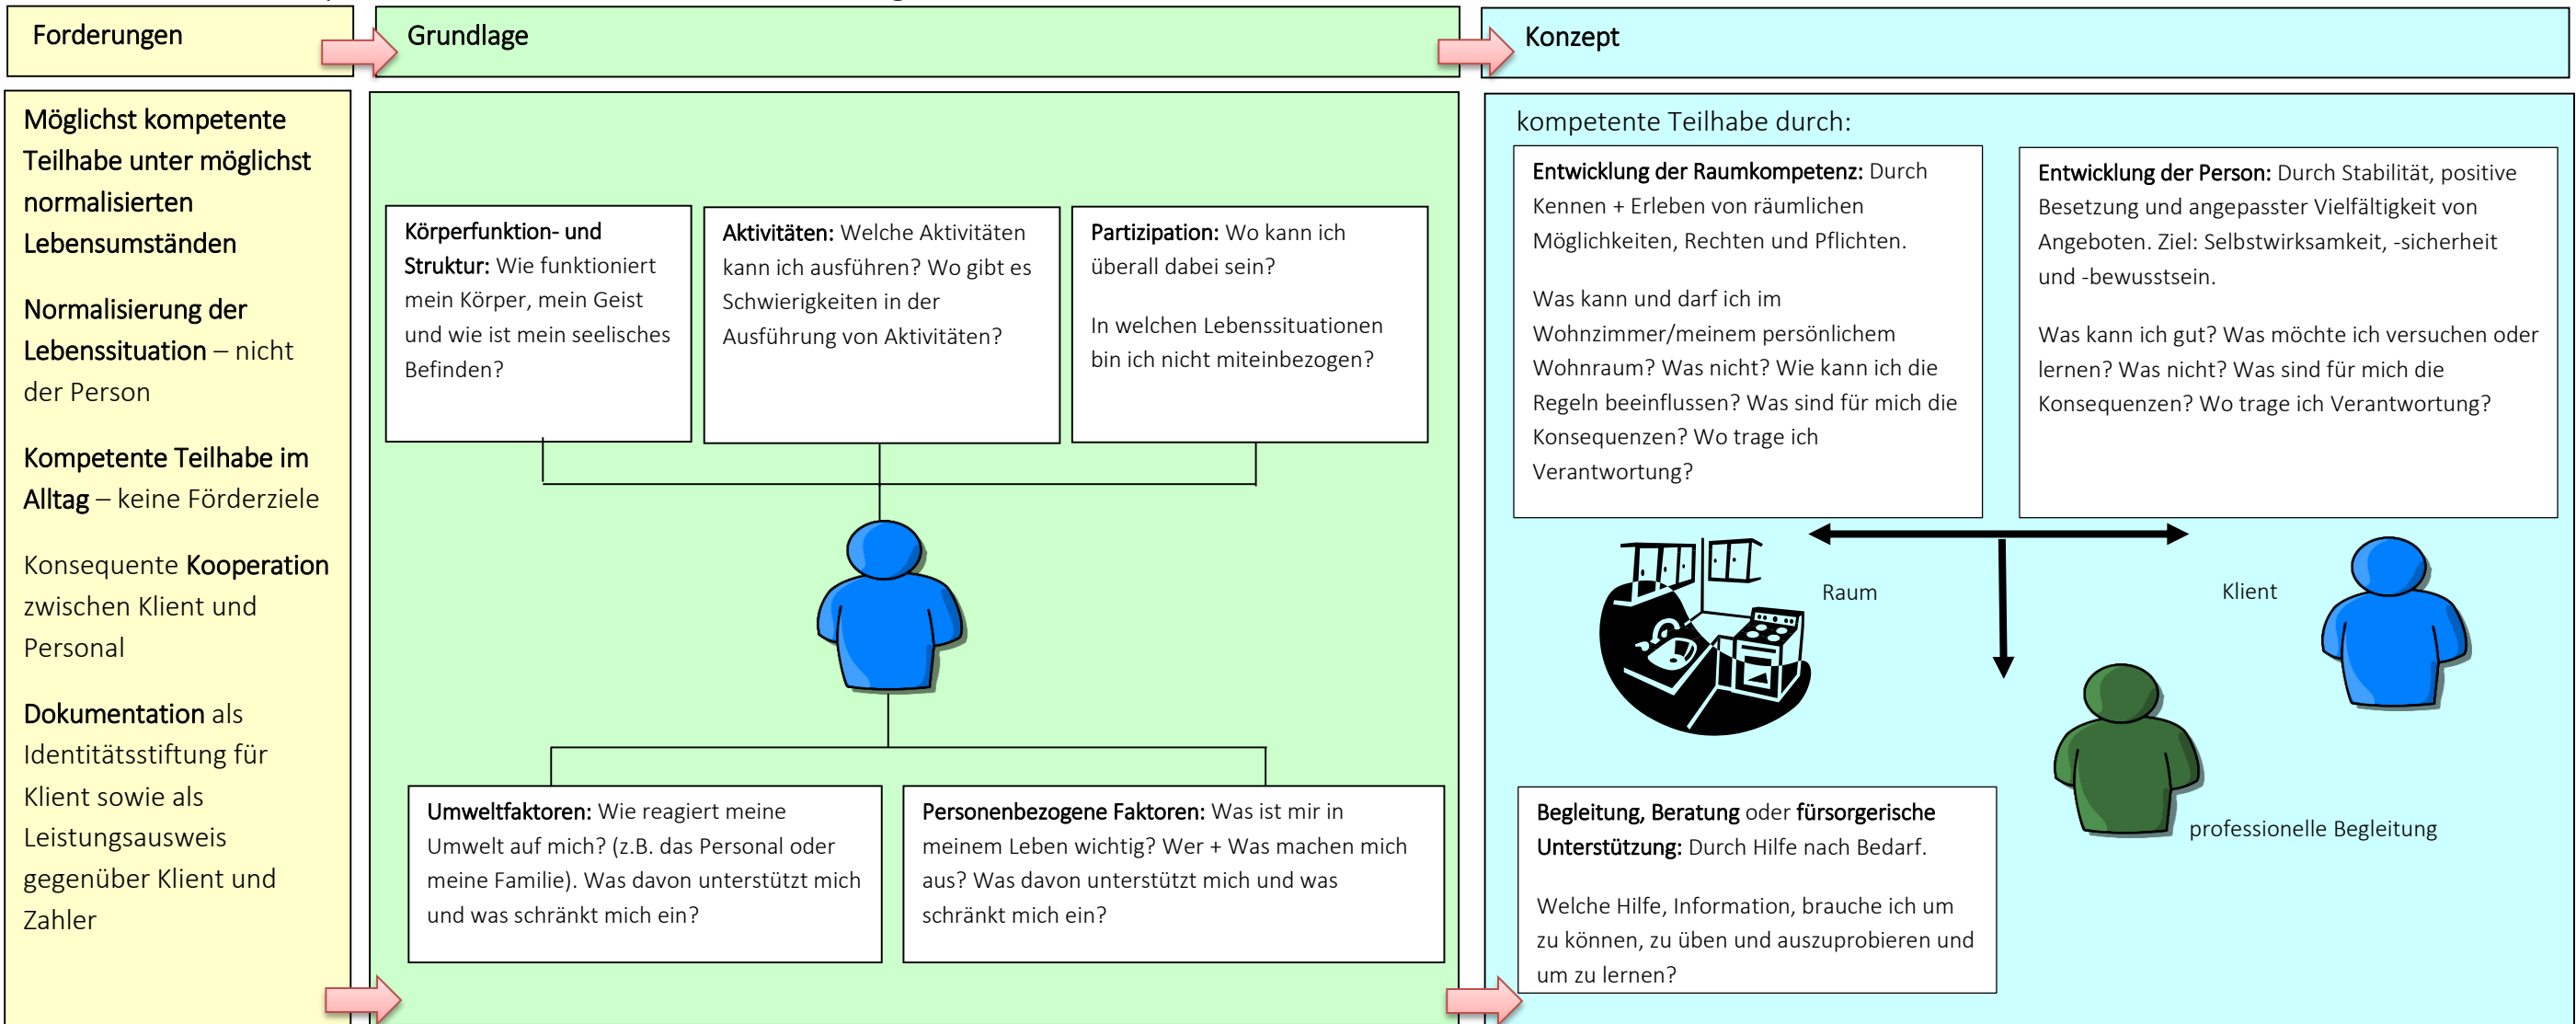 Forderungen
Grundlage
Konzept
Möglichst kompetente
Teilhabe unter möglichst
normalisierten
Lebensumständen
Normalisierung der
Lebenssituation – nicht
der Person
Kompetente Teilhabe im
Alltag – keine Förderziele
Konsequente Kooperation
zwischen Klient und
Personal
Dokumentation als
Identitätsstiftung für
Klient sowie als
Leistungsausweis
gegenüber Klient und
Zahler
Körperfunktion- und
Struktur: Wie funktioniert
mein Körper, mein Geist
und wie ist mein seelisches
Befinden?
Aktivitäten: Welche Aktivitäten
kann ich ausführen? Wo gibt es
Schwierigkeiten in der
Ausführung von Aktivitäten?
Partizipation: Wo kann ich
überall dabei sein?
In welchen Lebenssituationen
bin ich nicht miteinbezogen?
Umweltfaktoren: Wie reagiert meine
Umwelt auf mich? (z.B. das Personal oder
meine Familie). Was davon unterstützt mich
und was schränkt mich ein?
Personenbezogene Faktoren: Was ist mir in
meinem Leben wichtig? Wer + Was machen mich
aus? Was davon unterstützt mich und was
schränkt mich ein?
kompetente Teilhabe durch:
Entwicklung der Raumkompetenz: Durch
Kennen + Erleben von räumlichen
Möglichkeiten, Rechten und Pflichten.
Was kann und darf ich im
Wohnzimmer/meinem persönlichem
Wohnraum? Was nicht? Wie kann ich die
Regeln beeinflussen? Was sind für mich die
Konsequenzen? Wo trage ich
Verantwortung?
Entwicklung der Person: Durch Stabilität, positive
Besetzung und angepasster Vielfältigkeit von
Angeboten. Ziel: Selbstwirksamkeit, -sicherheit
und -bewusstsein.
Was kann ich gut? Was möchte ich versuchen oder
lernen? Was nicht? Was sind für mich die
Konsequenzen? Wo trage ich Verantwortung?
Raum
Klient
professionelle Begleitung
Begleitung, Beratung oder fürsorgerische
Unterstützung: Durch Hilfe nach Bedarf.
Welche Hilfe, Information, brauche ich um
zu können, zu üben und auszuprobieren und
um zu lernen?